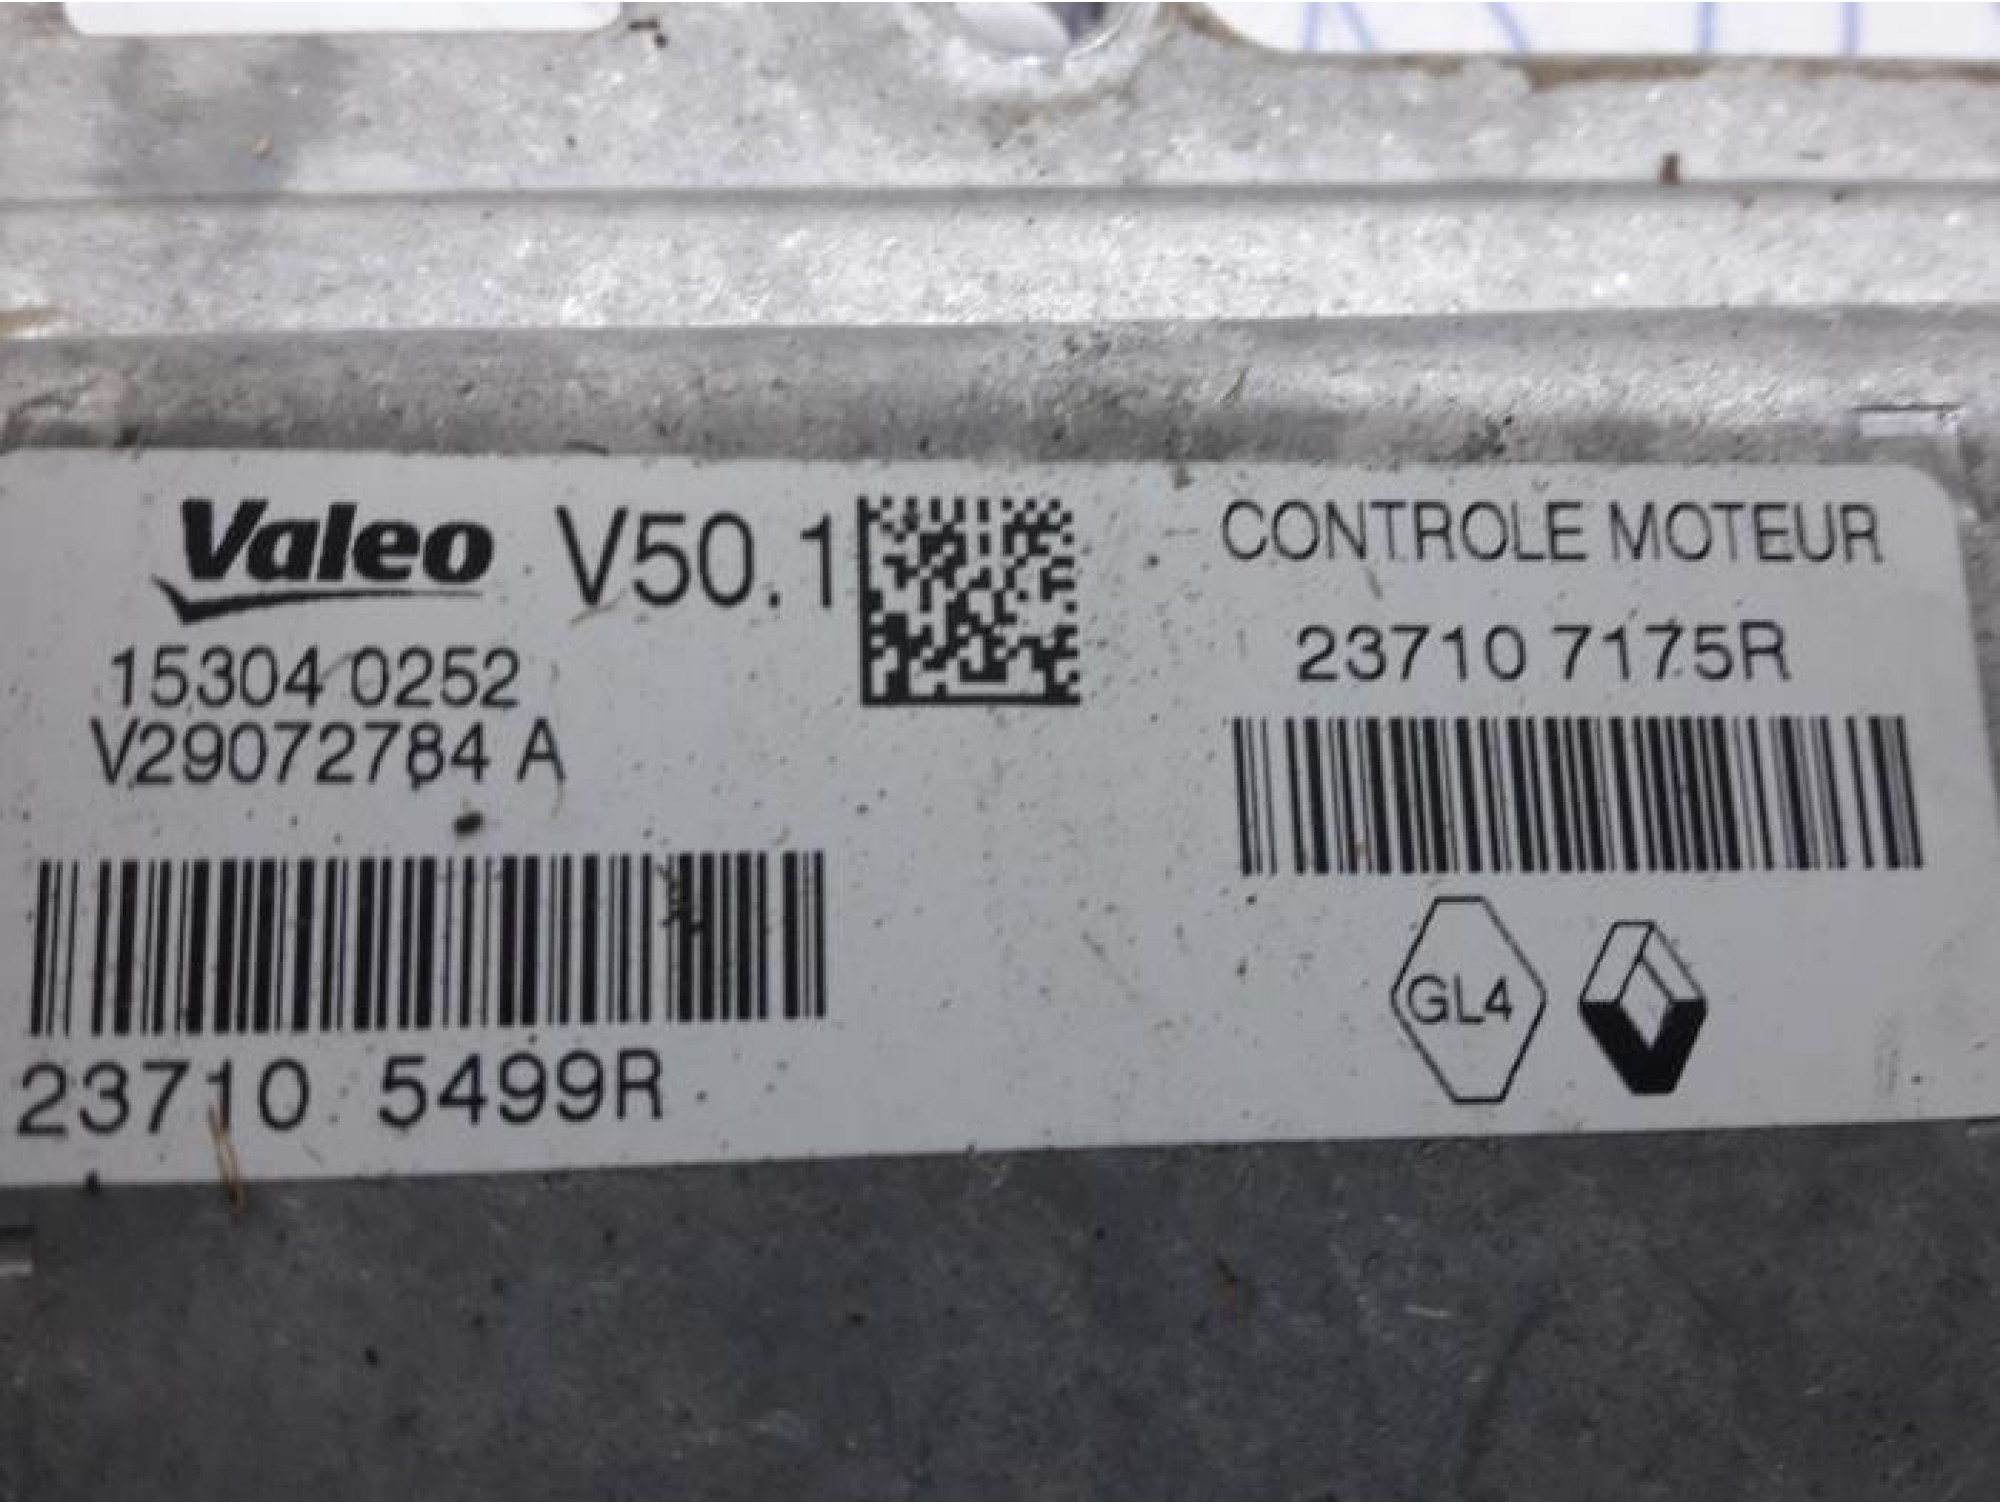 Valeo V50.1
15304 0252
V29072784 A
23710 5499R
CONTROLE MOTEUR
23710 7175R
GL4